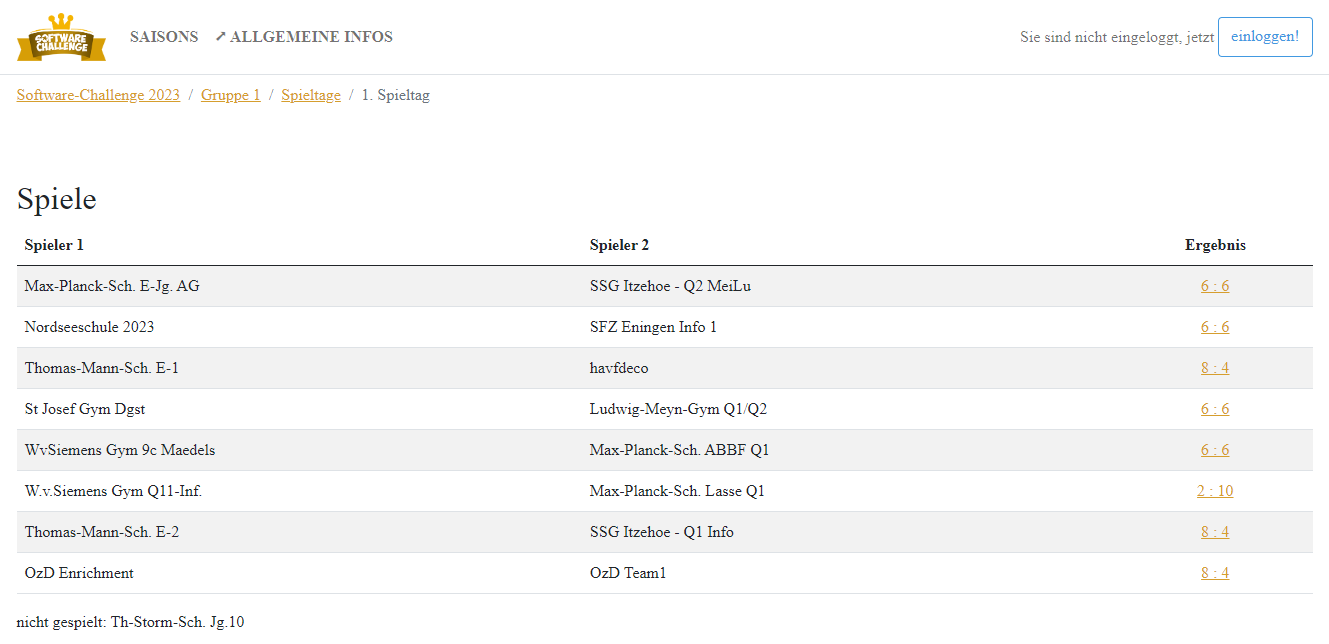 SOFTWARE
CHALLENGE
SAISONS ➚ ALLGEMEINE INFOS Sie sind nicht eingeloggt, jetzt einloggen!
Software-Challenge 2023 / Gruppe 1 / Spieltage / 1. Spieltag
Spiele
Spieler 1 Spieler 2 Ergebnis
Max-Planck-Sch. E-Jg. AG SSG Itzehoe - Q2 MeiLu 6 : 6
Nordseeschule 2023 SFZ Eningen Info 1 6 : 6
Thomas-Mann-Sch. E-1 havfdeco 8 : 4
St Josef Gym Dgst Ludwig-Meyn-Gym Q1/Q2 6 : 6
WvSiemens Gym 9c Maedels Max-Planck-Sch. ABBF Q1 6 : 6
W.v.Siemens Gym Q11-Inf. Max-Planck-Sch. Lasse Q1 2 : 10
Thomas-Mann-Sch. E-2 SSG Itzehoe - Q1 Info 8 : 4
OzD Enrichment OzD Team1 8 : 4
nicht gespielt: Th-Storm-Sch. Jg.10